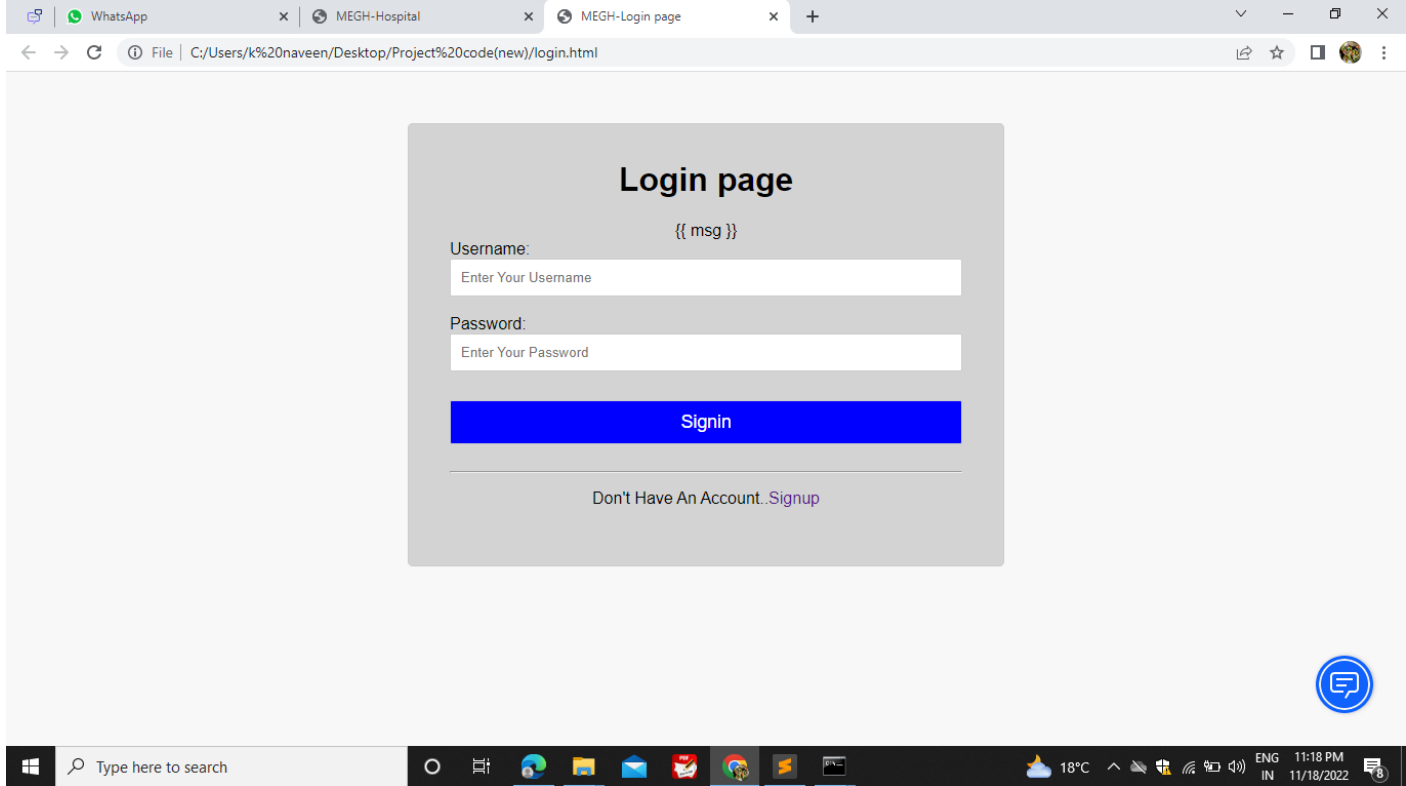 WhatsApp
MEGH-Hospital
MEGH-Login page
File
C:/Users/k%20naveen/Desktop/Project%20code(new)/login.html
Login page
{{ msg }}
Username:
Enter Your Username
Password:
Enter Your Password
Signin
Don't Have An Account..Signup
Type here to search
18°C
ENG
IN
11:18 PM
11/18/2022
8